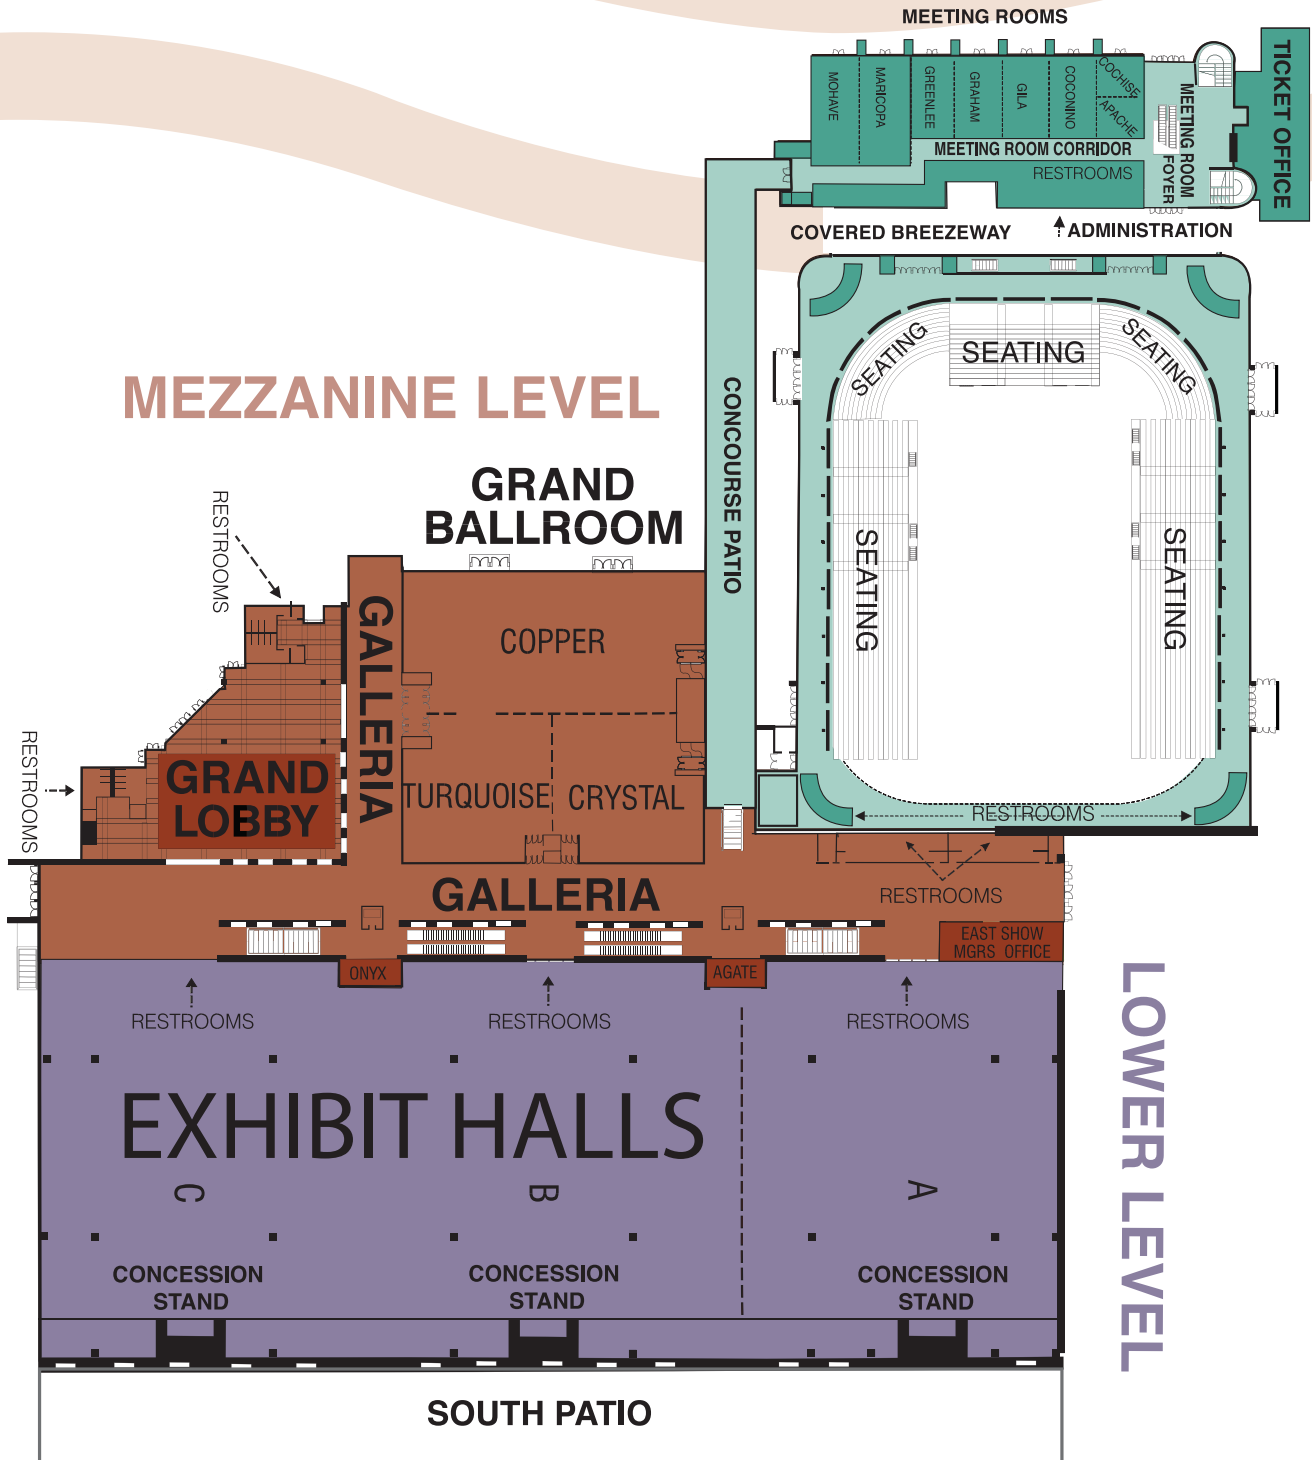 MEETING ROOMS
MOHAVE
MARICOPA
GREENLEE
GRAHAM
GILA
COCONINO
COCHISE
APACHE
MEETING ROOM
FOYER
TICKET OFFICE
MEETING ROOM CORRIDOR
RESTROOMS
COVERED BREEZEWAY
ADMINISTRATION
SEATING
SEATING
SEATING
SEATING
SEATING
RESTROOMS
CONCOURSE PATIO
MEZZANINE LEVEL
GRAND
BALLROOM
RESTROOMS
GALLERIA
COPPER
TURQUOISE
CRYSTAL
RESTROOMS
GRAND
LOBBY
GALLERIA
RESTROOMS
EAST SHOW
MGRS OFFICE
ONYX
AGATE
RESTROOMS
RESTROOMS
RESTROOMS
LOWER LEVEL
EXHIBIT HALLS
C
B
A
CONCESSION
STAND
CONCESSION
STAND
CONCESSION
STAND
SOUTH PATIO